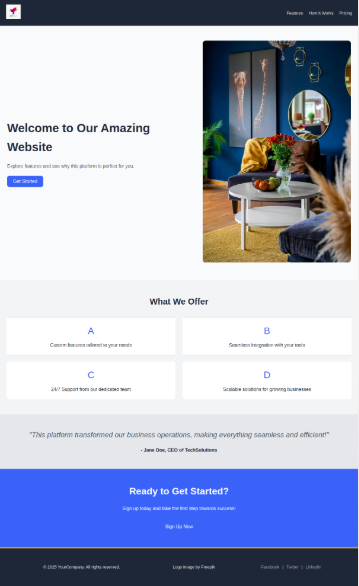 Features How It Works Pricing
Welcome to Our Amazing
Website
Explore features and see why this platform is perfect for you.
Get Started
What We Offer
A
Custom features tailored to your needs
B
Seamless integration with your tools
C
24/7 Support from our dedicated team
D
Scalable solutions for growing businesses
"This platform transformed our business operations, making everything seamless and efficient!"
- Jane Doe, CEO of TechSolutions
Ready to Get Started?
Sign up today and take the first step towards success!
Sign Up Now
© 2025 YourCompany. All rights reserved.
Logo image by Freepik
Facebook | Twitter | LinkedIn